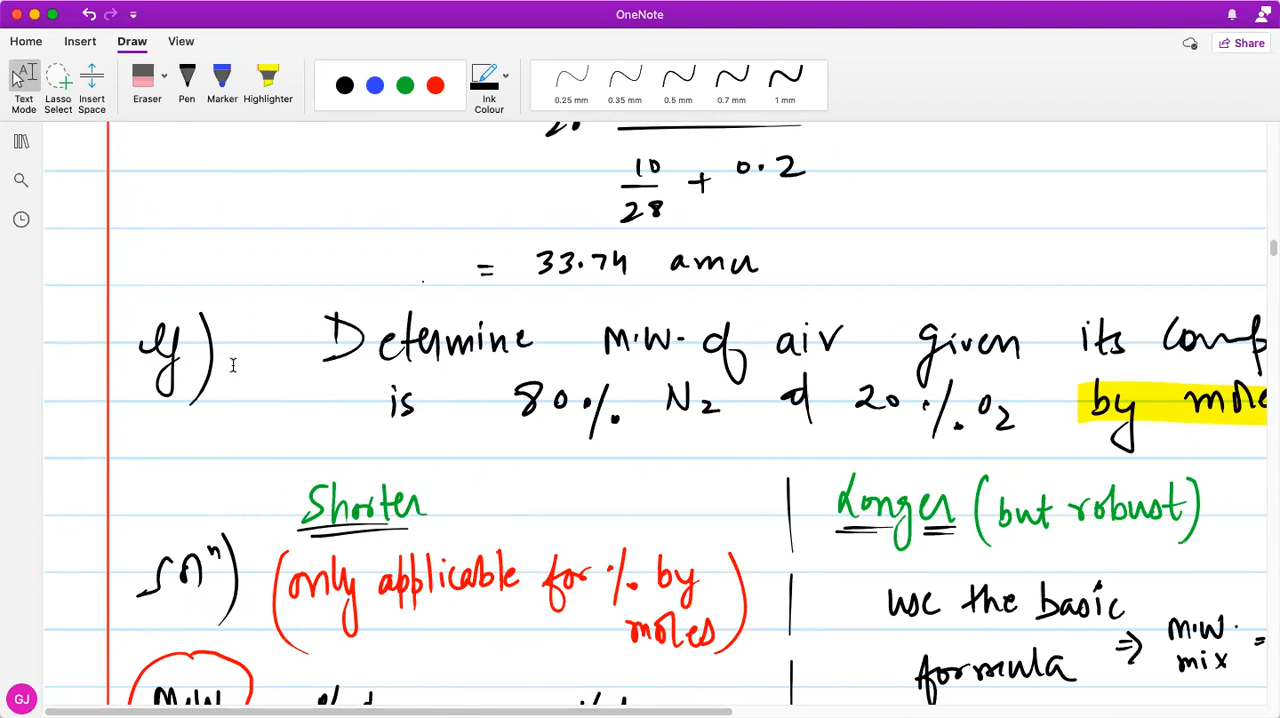 OneNote
Home Insert Draw View
Share
Text Mode
Lasso Select
Insert Space
Eraser
Pen
Marker
Highlighter
Ink Colour
0.25 mm
0.35 mm
0.5 mm
0.7 mm
1 mm
10
28
+ 0.2
= 33.74 amu
eg) Determine M.W. of air given its comp
is 80% N2 d 20% O2 by mole
Shorter
Longer (but robust)
Soln) (only applicable for % by
moles)
use the basic
formula ⇒ M.W. mix =
M.W
GJ